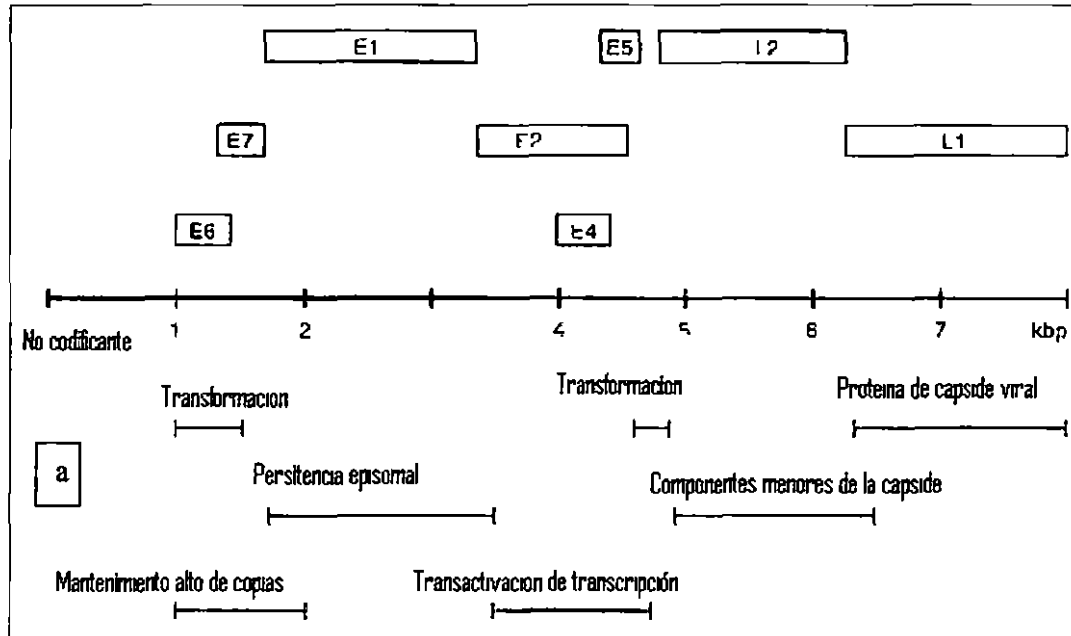 E1
E5
L2
E7
E2
L1
E6
E4
1 2 4 5 6 7 kbp
No codificante
Transformacion
Transformacion
Proteina de capside viral
a
Persitencia episomal
Componentes menores de la capside
Mantenimento alto de copias
Transactivacion de transcripción